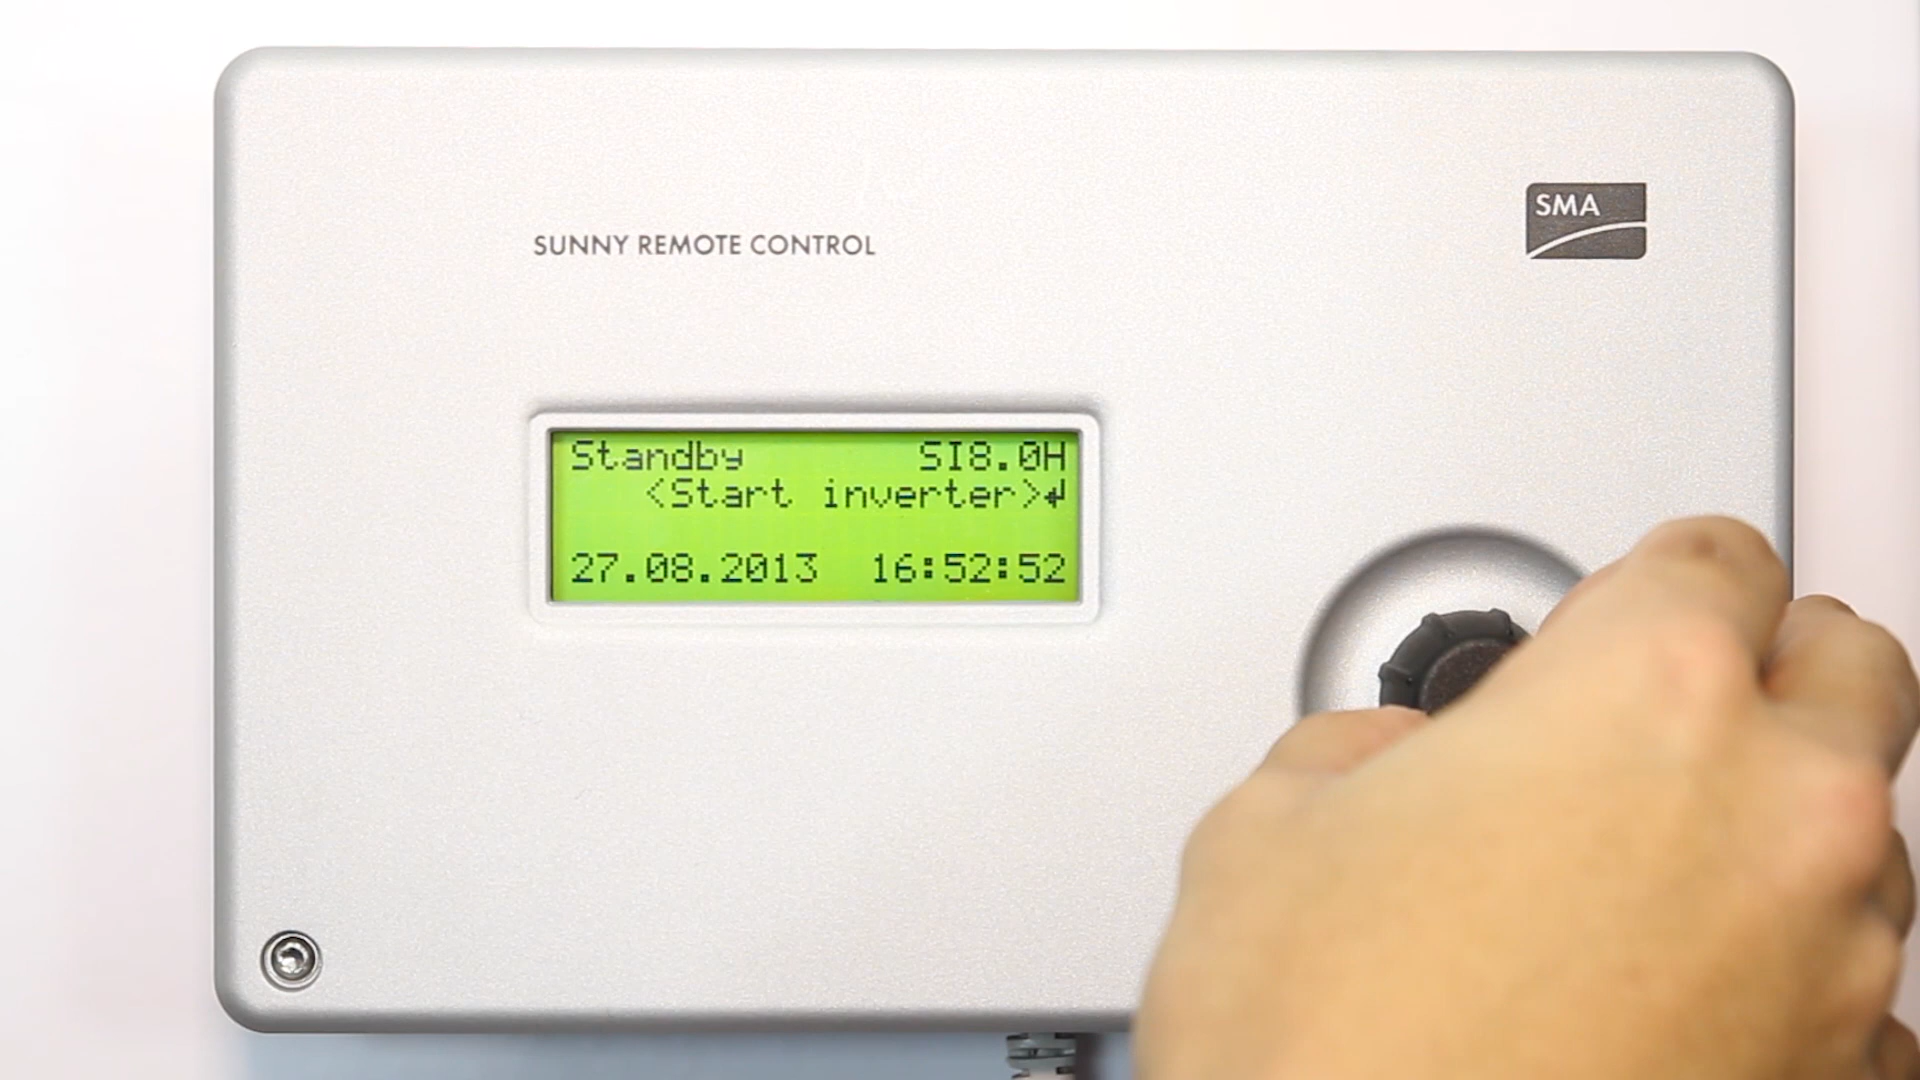 SMA
SUNNY REMOTE CONTROL
Standby SI8.0H
<Start inverter>↵
27.08.2013 16:52:52